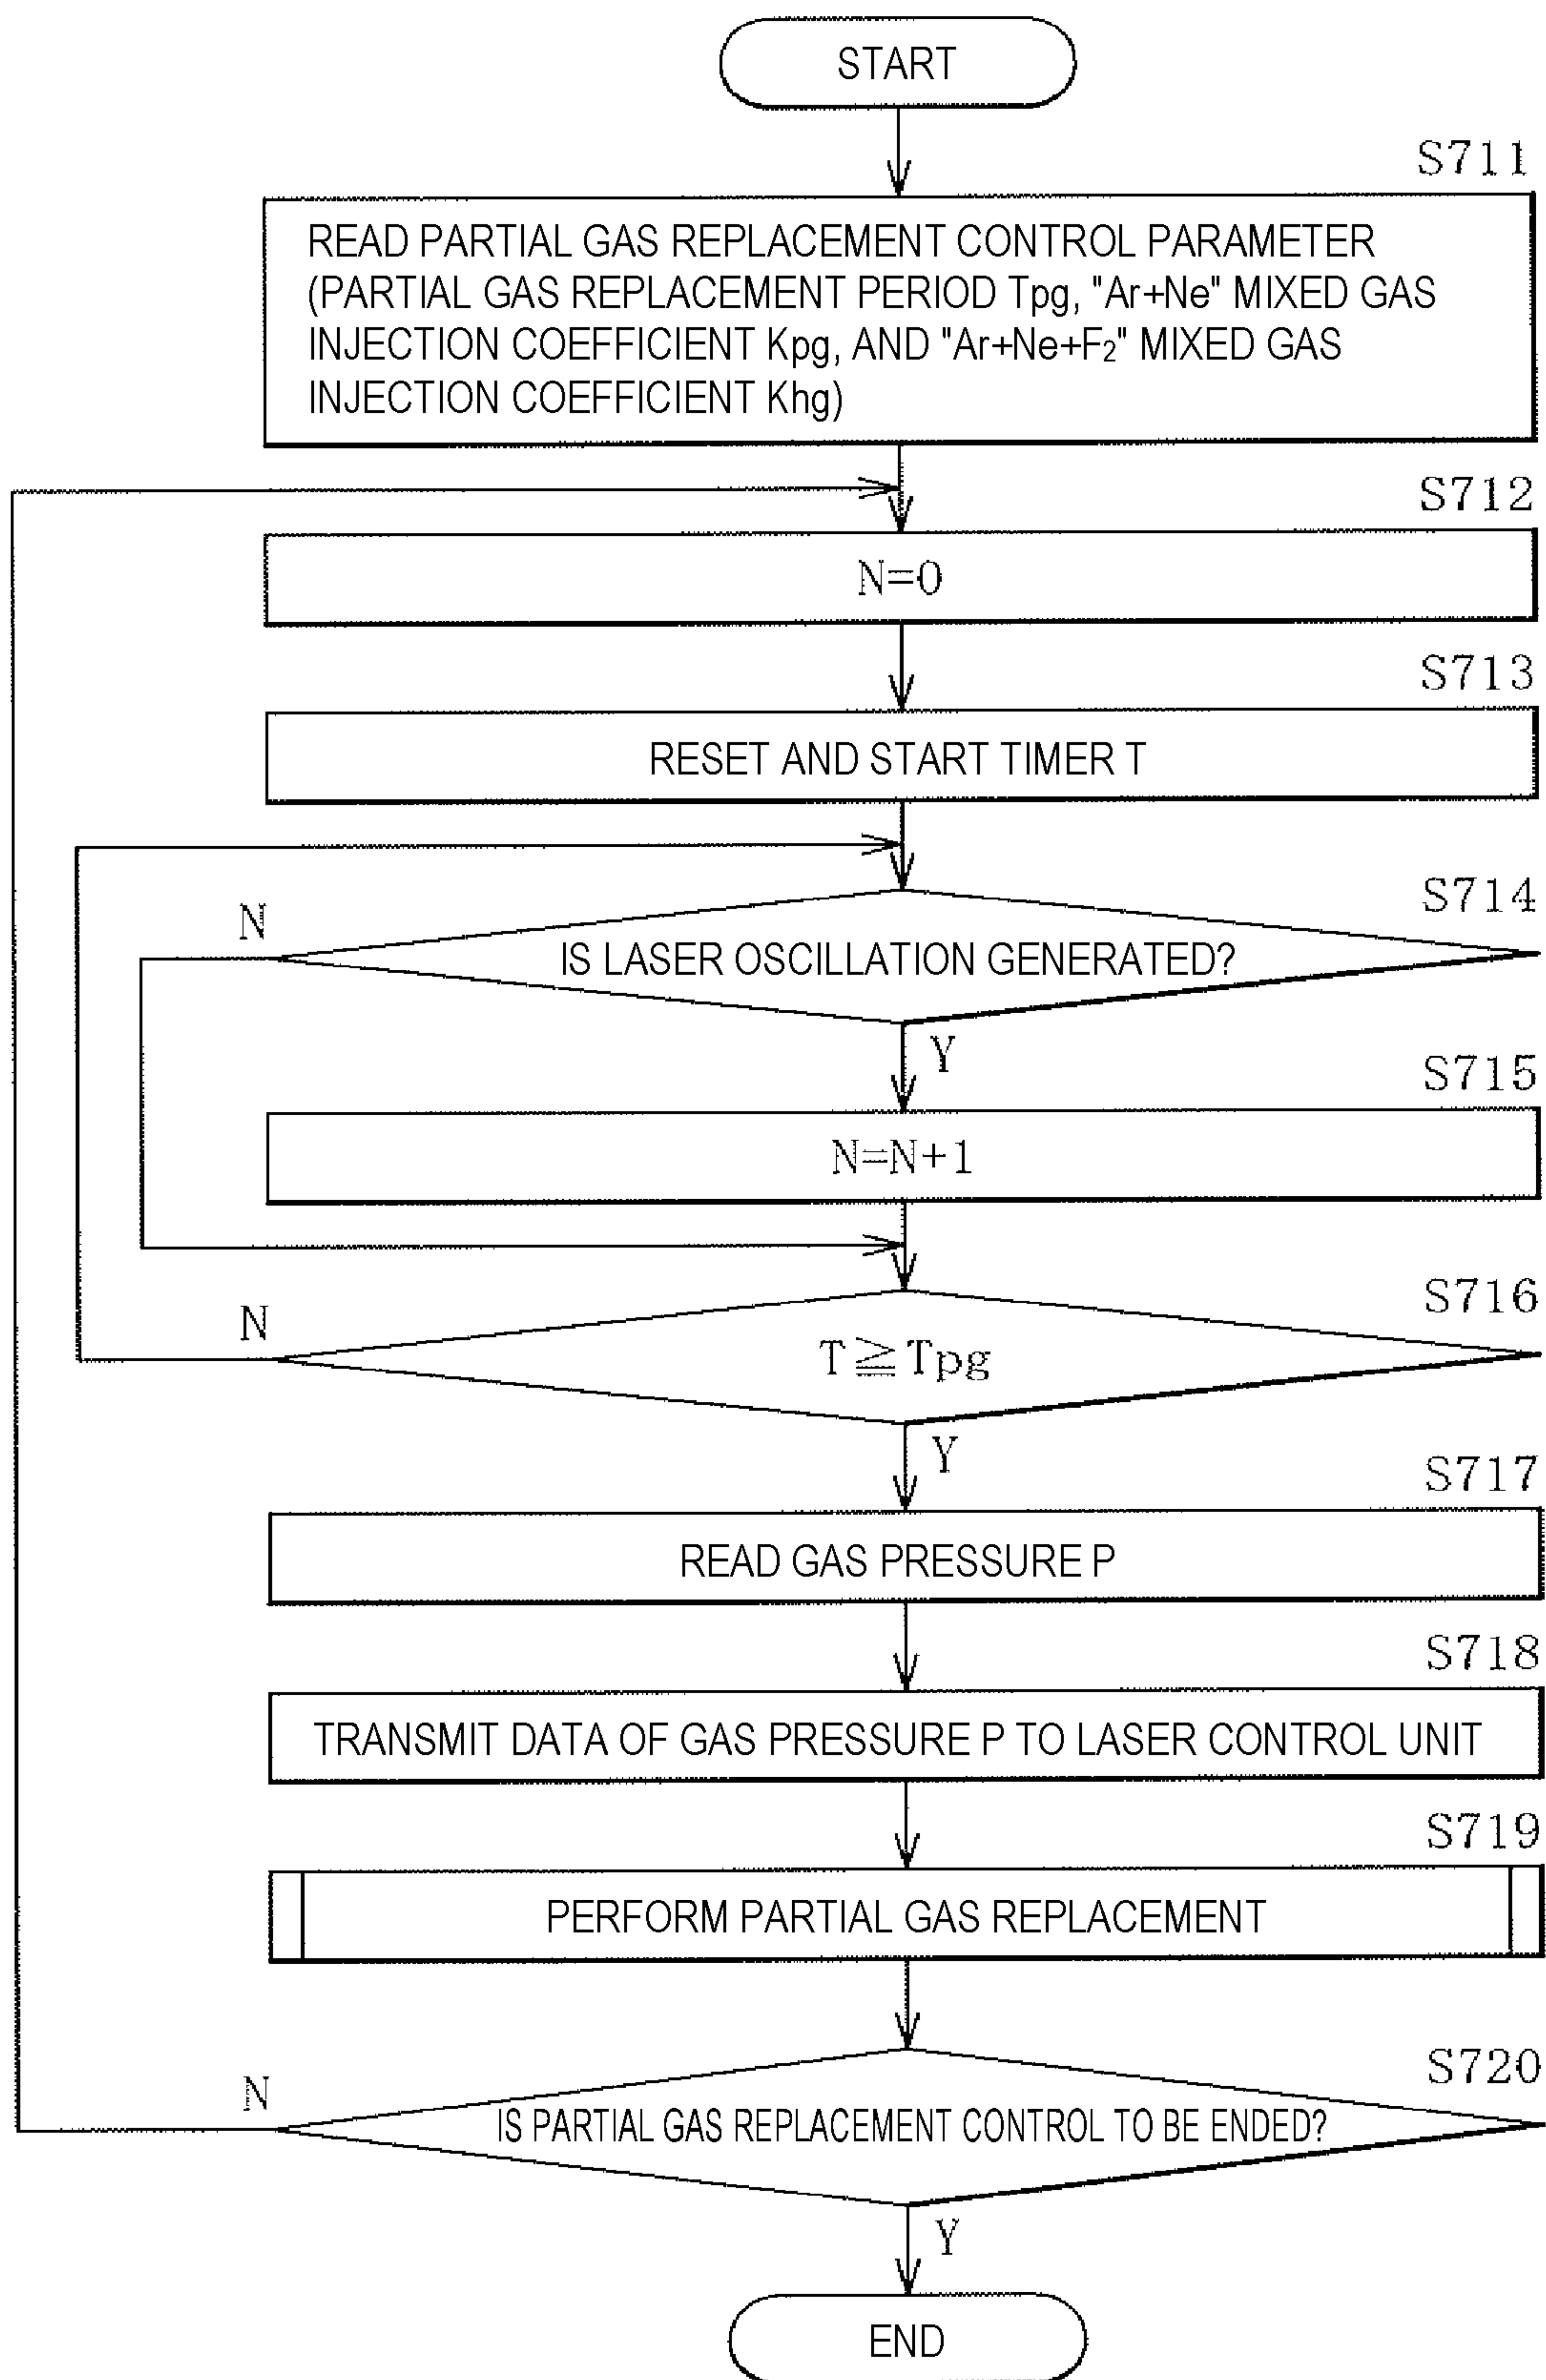 START
S711
READ PARTIAL GAS REPLACEMENT CONTROL PARAMETER
(PARTIAL GAS REPLACEMENT PERIOD Tpg, "Ar+Ne" MIXED GAS
INJECTION COEFFICIENT Kpg, AND "Ar+Ne+F₂" MIXED GAS
INJECTION COEFFICIENT Khg)
S712
N=0
S713
RESET AND START TIMER T
S714
N
IS LASER OSCILLATION GENERATED?
Y
S715
N=N+1
S716
N
T≧Tpg
Y
S717
READ GAS PRESSURE P
S718
TRANSMIT DATA OF GAS PRESSURE P TO LASER CONTROL UNIT
S719
PERFORM PARTIAL GAS REPLACEMENT
S720
N
IS PARTIAL GAS REPLACEMENT CONTROL TO BE ENDED?
Y
END